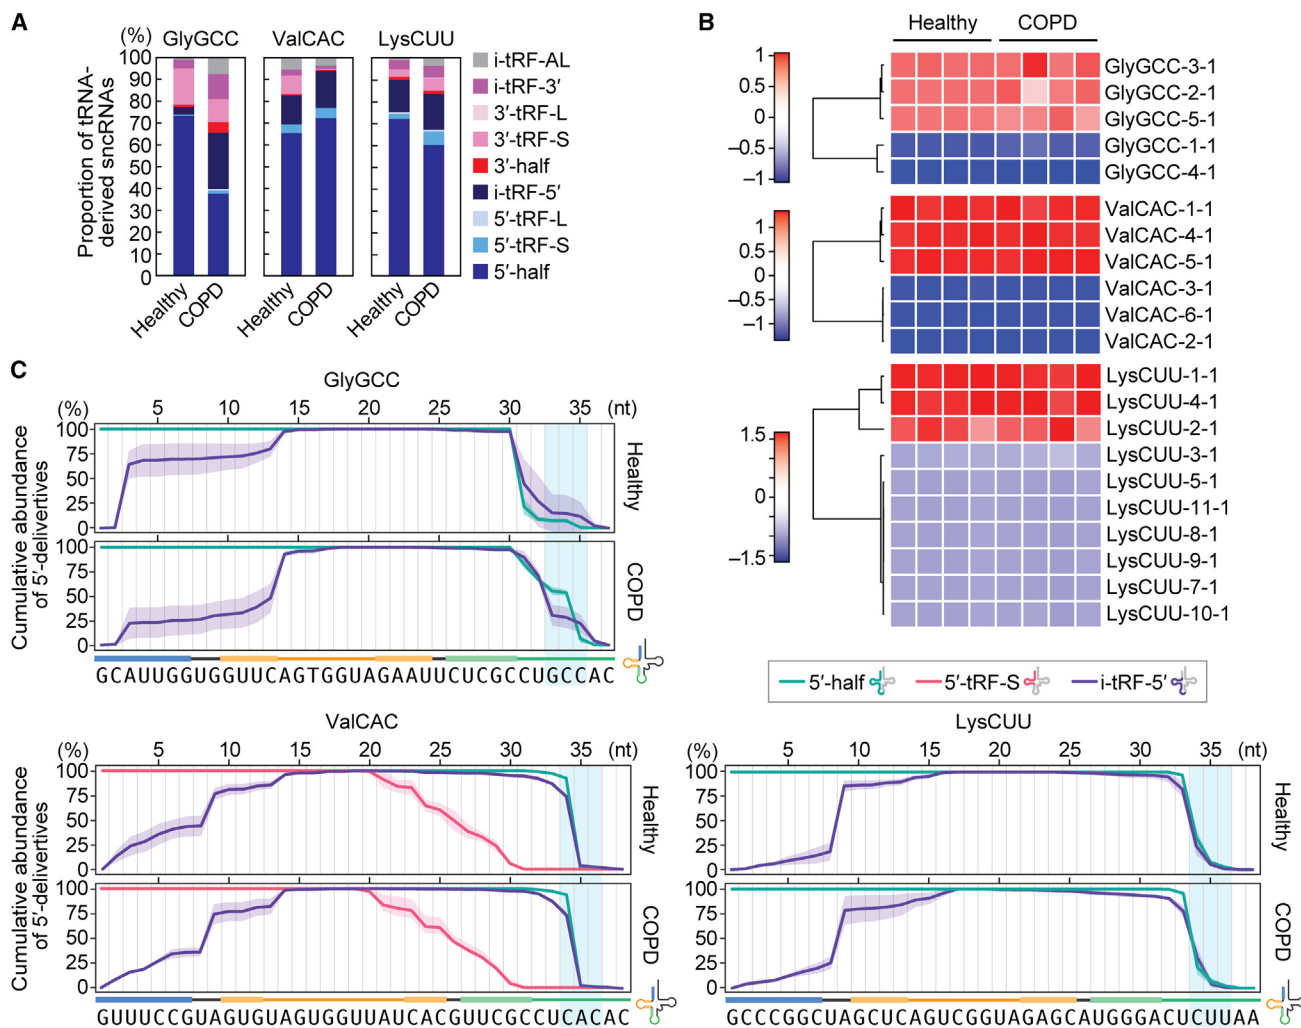 A
(%)
GlyGCC
ValCAC
LysCUU
Proportion of tRNA-
derived sncRNAs
100
90
80
70
60
50
40
30
20
10
0
Healthy
COPD
Healthy
COPD
Healthy
COPD
i-tRF-AL
i-tRF-3′
3′-tRF-L
3′-tRF-S
3′-half
i-tRF-5′
5′-tRF-L
5′-tRF-S
5′-half
B
Healthy COPD
1
0.5
0
–0.5
–1
GlyGCC-3-1
GlyGCC-2-1
GlyGCC-5-1
GlyGCC-1-1
GlyGCC-4-1
1
0.5
0
–0.5
–1
ValCAC-1-1
ValCAC-4-1
ValCAC-5-1
ValCAC-3-1
ValCAC-6-1
ValCAC-2-1
1.5
0
–1.5
LysCUU-1-1
LysCUU-4-1
LysCUU-2-1
LysCUU-3-1
LysCUU-5-1
LysCUU-11-1
LysCUU-8-1
LysCUU-9-1
LysCUU-7-1
LysCUU-10-1
C
GlyGCC
(%) 5 10 15 20 25 30 35 (nt)
Cumulative abundance
of 5′-delivertives
100
75
50
25
0
Healthy
100
75
50
25
0
COPD
GCAUUGGUGGUUCAGTGGUAGAAUUCUCGCCUGCCAC
5′-half 5′-tRF-S i-tRF-5′
ValCAC
(%) 5 10 15 20 25 30 35 (nt)
Cumulative abundance
of 5′-delivertives
100
75
50
25
0
Healthy
100
75
50
25
0
COPD
GUUUCCGUAGUGUAGUGGUUAUCACGUUCGCCUCACAC
LysCUU
(%) 5 10 15 20 25 30 35 (nt)
100
75
50
25
0
Healthy
100
75
50
25
0
COPD
GCCCGGCUAGCUCAGUCGGUAGAGCAUGGGACUCUUAA